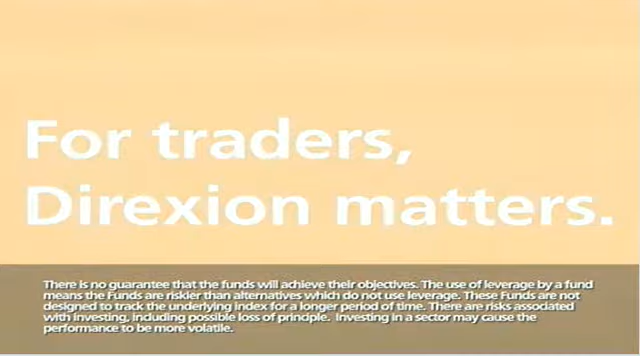 For traders,
Direxion matters.
There is no guarantee that the funds will achieve their objectives. The use of leverage by a fund
means the Funds are riskier than alternatives which do not use leverage. These Funds are not
designed to track the underlying index for a longer period of time. There are risks associated
with investing, including possible loss of principle. Investing in a sector may cause the
performance to be more volatile.